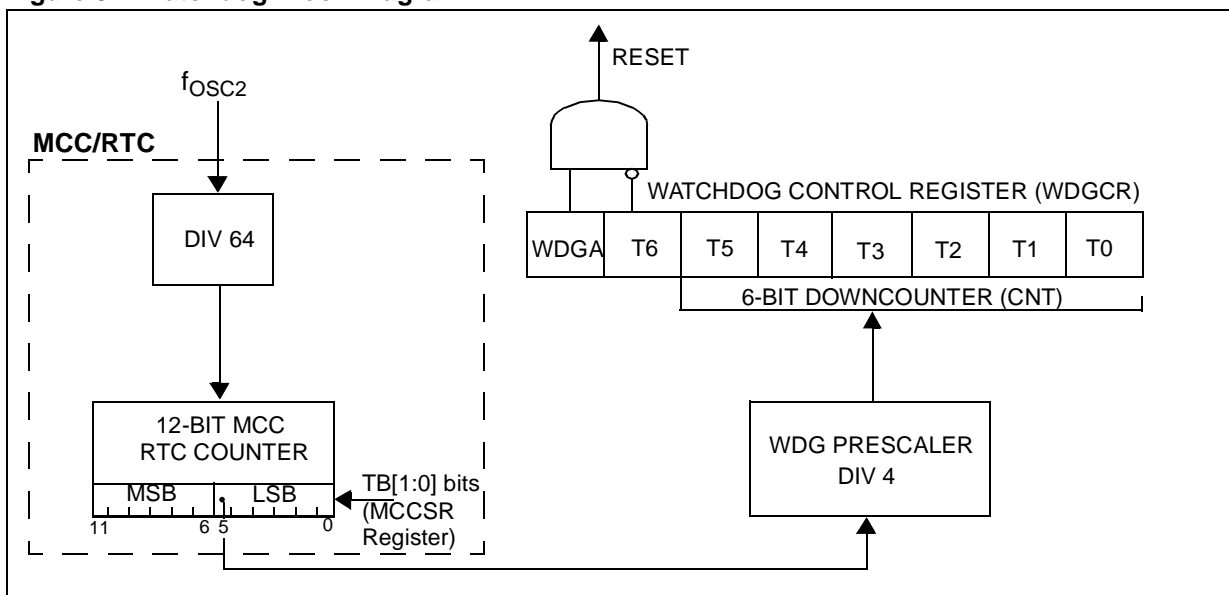 RESET
fOSC2
MCC/RTC
DIV 64
WATCHDOG CONTROL REGISTER (WDGCR)
WDGA T6 T5 T4 T3 T2 T1 T0
6-BIT DOWNCOUNTER (CNT)
12-BIT MCC
RTC COUNTER
MSB LSB
11 6 5 0
TB[1:0] bits
(MCCSR
Register)
WDG PRESCALER
DIV 4